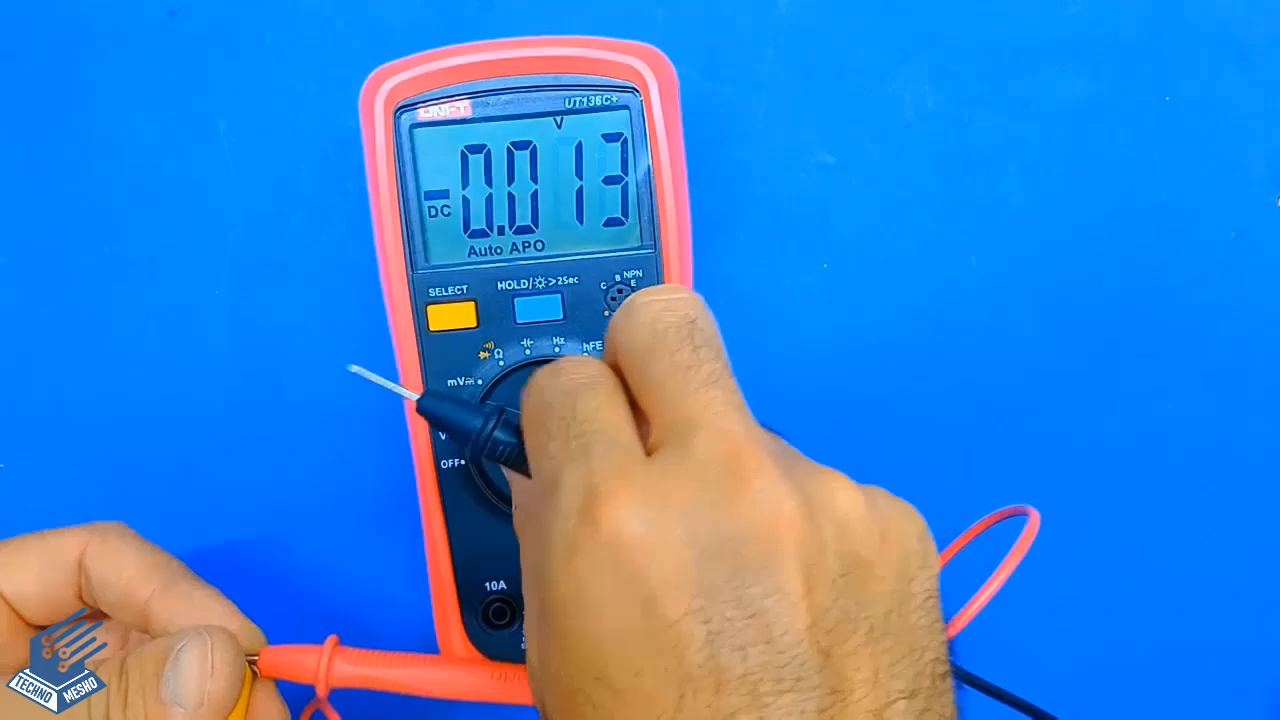 UNI-T
UT136C+
V
-0.013
DC
Auto APO
SELECT
HOLD/☼>2Sec
NPN
C B E
Ω
Hz
hFE
mV
V
OFF
10A
TECHNO
MESHO